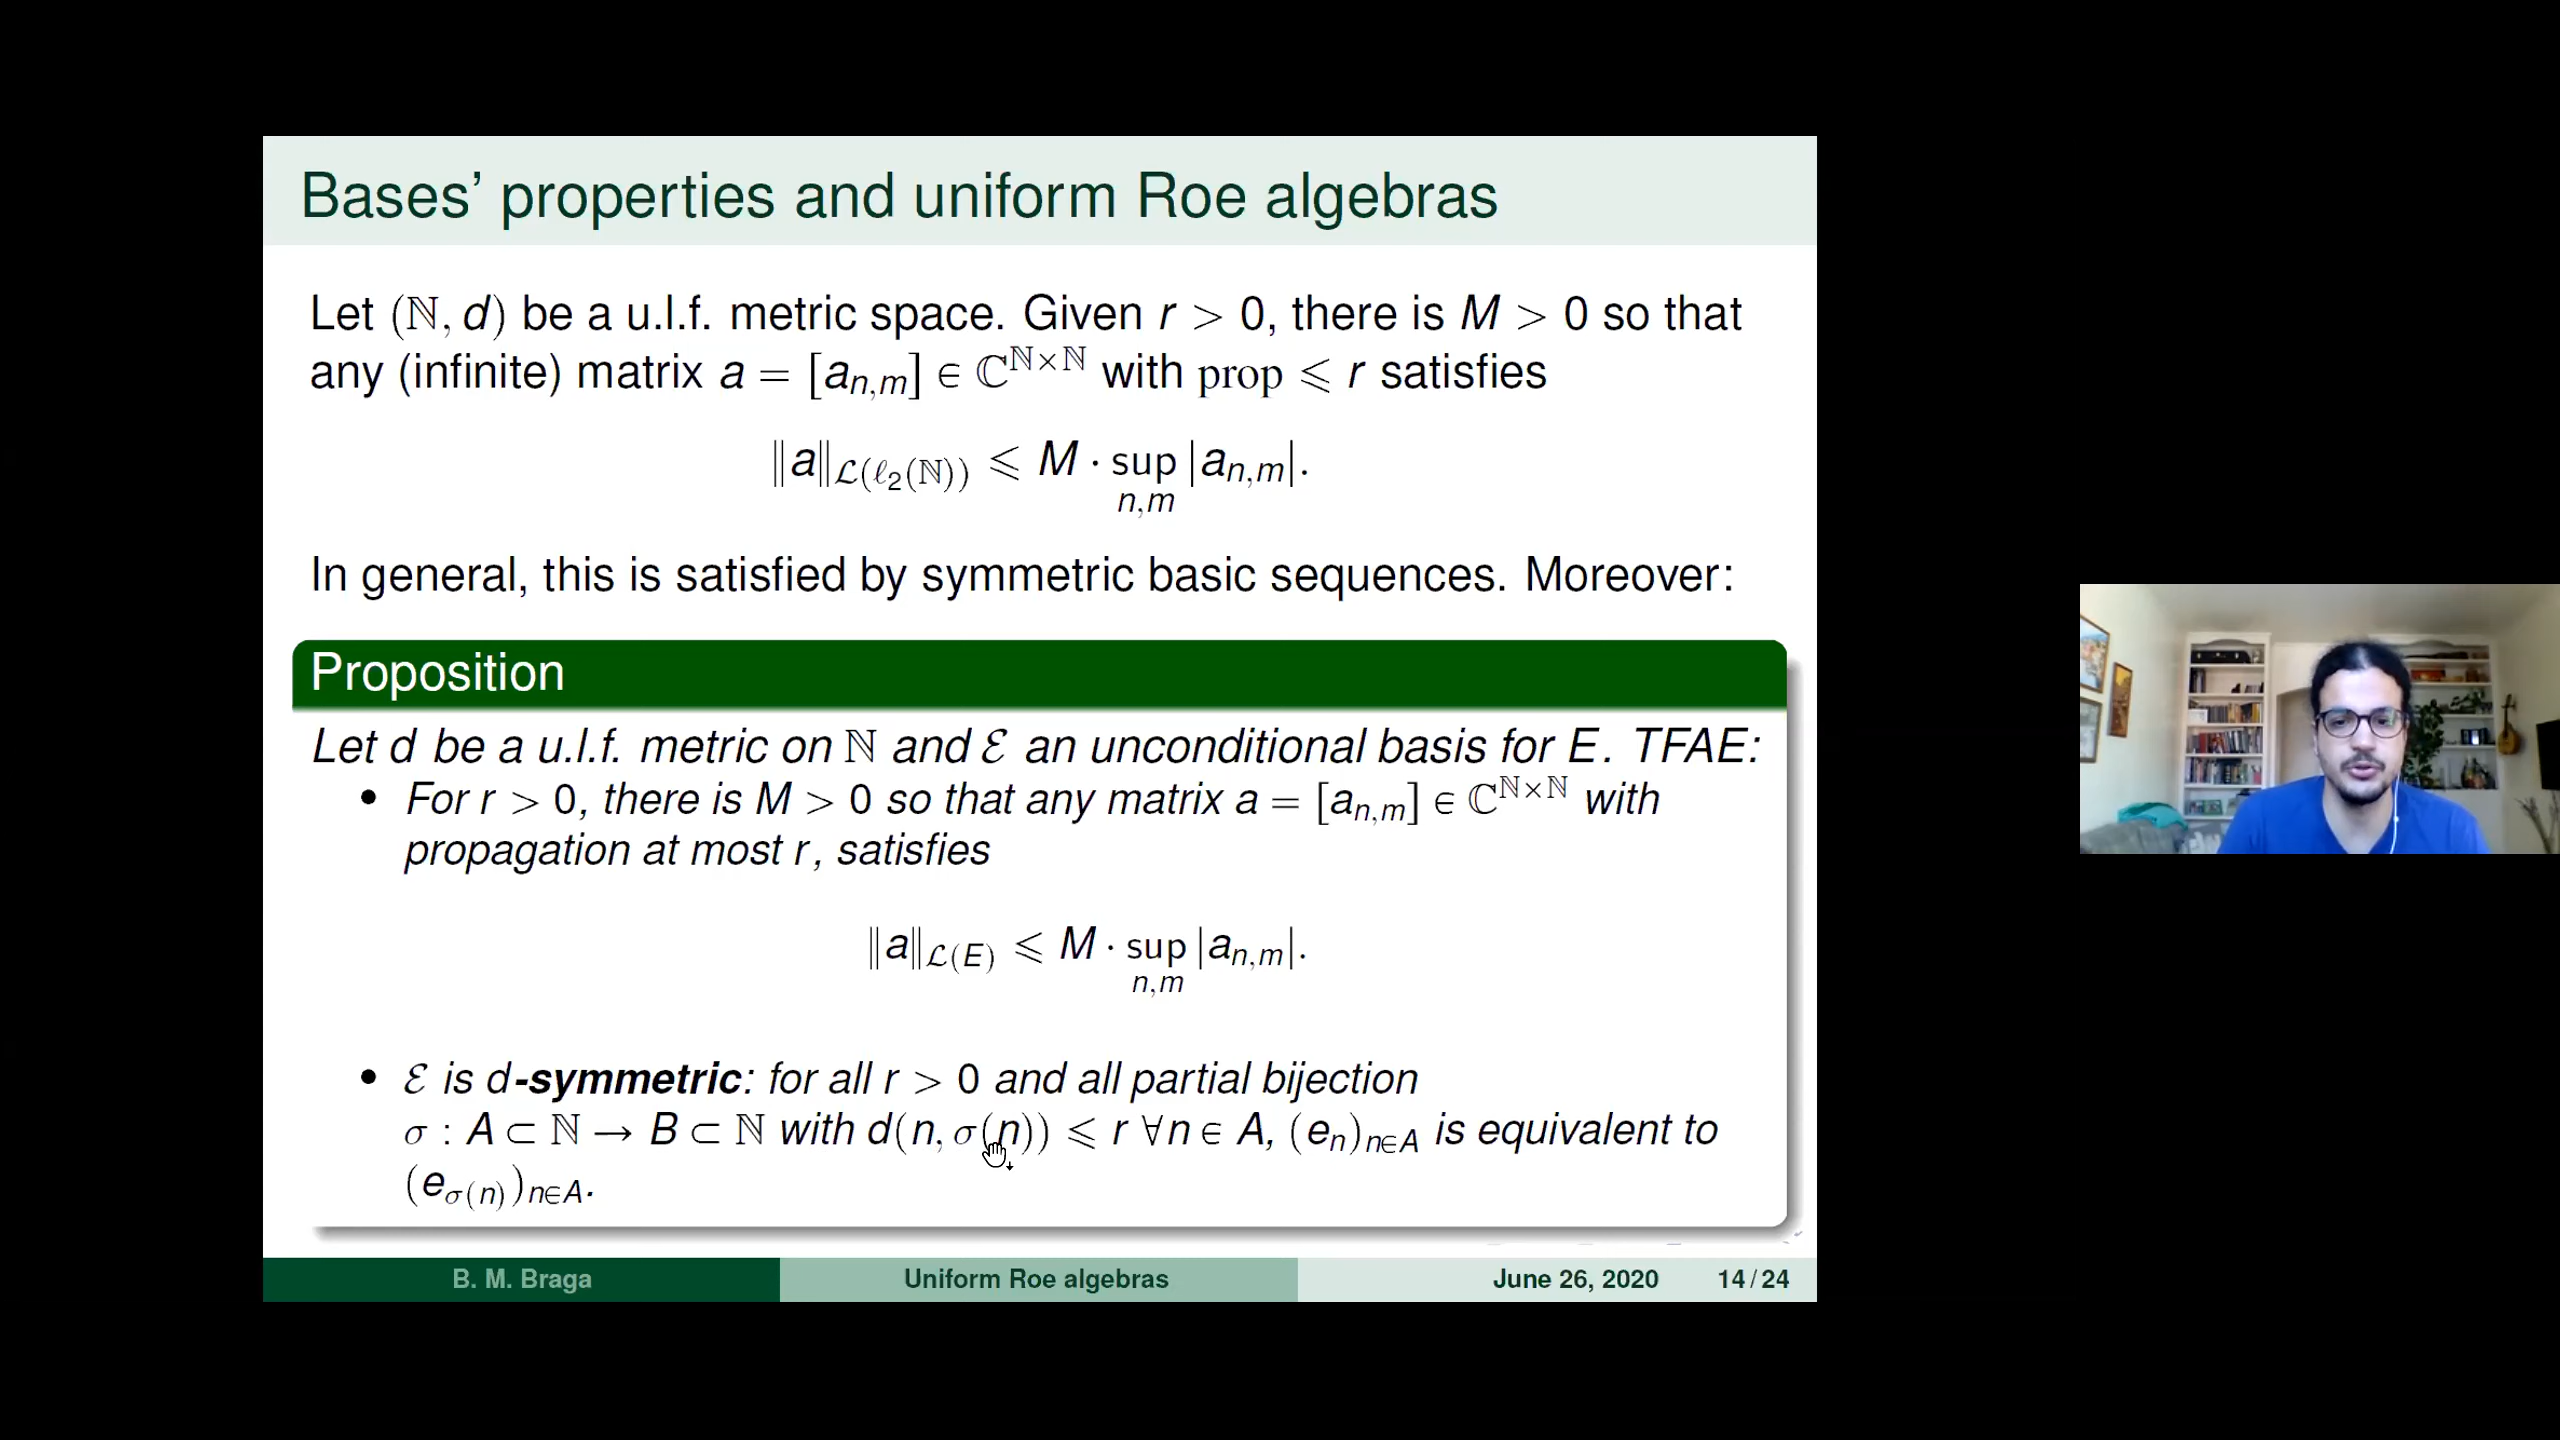 Bases' properties and uniform Roe algebras
Let (ℕ, d) be a u.l.f. metric space. Given r > 0, there is M > 0 so that
any (infinite) matrix a = [a_{n,m}] ∈ ℂ^{ℕ×ℕ} with prop ⩽ r satisfies
‖a‖_{ℒ(ℓ₂(ℕ))} ⩽ M · sup_{n,m} |a_{n,m}|.
In general, this is satisfied by symmetric basic sequences. Moreover:
Proposition
Let d be a u.l.f. metric on ℕ and ℰ an unconditional basis for E. TFAE:
• For r > 0, there is M > 0 so that any matrix a = [a_{n,m}] ∈ ℂ^{ℕ×ℕ} with
propagation at most r, satisfies
‖a‖_{ℒ(E)} ⩽ M · sup_{n,m} |a_{n,m}|.
• ℰ is d-symmetric: for all r > 0 and all partial bijection
σ : A ⊂ ℕ → B ⊂ ℕ with d(n, σ(n)) ⩽ r ∀n ∈ A, (e_n)_{n∈A} is equivalent to
(e_{σ(n)})_{n∈A}.
B. M. Braga Uniform Roe algebras June 26, 2020 14 / 24